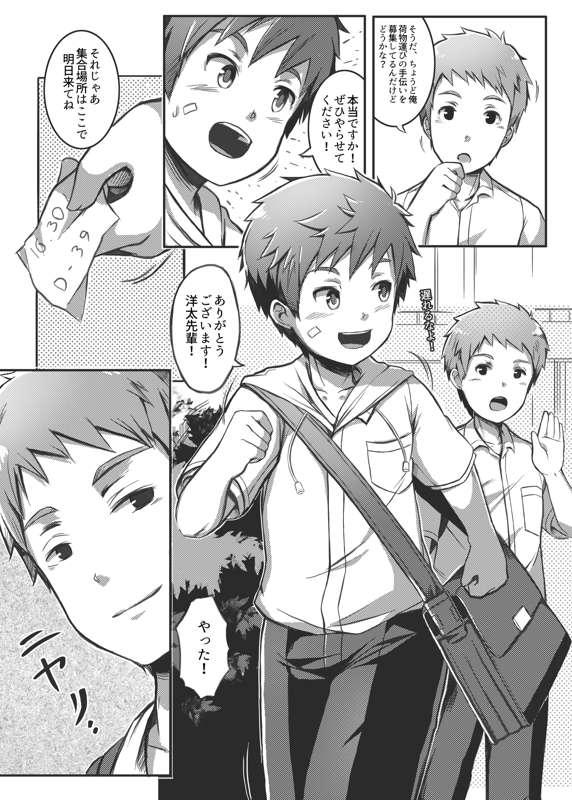 そうだ、ちょうど俺
荷物運びの手伝いを
募集してるんだけど
どうかな？
本当ですか！
ぜひやらせて
ください！
それじゃあ
集合場所はここで
明日来てね
遅れるなよ！
ありがとう
ございます！
洋太先輩！
やった！
ニヤリ